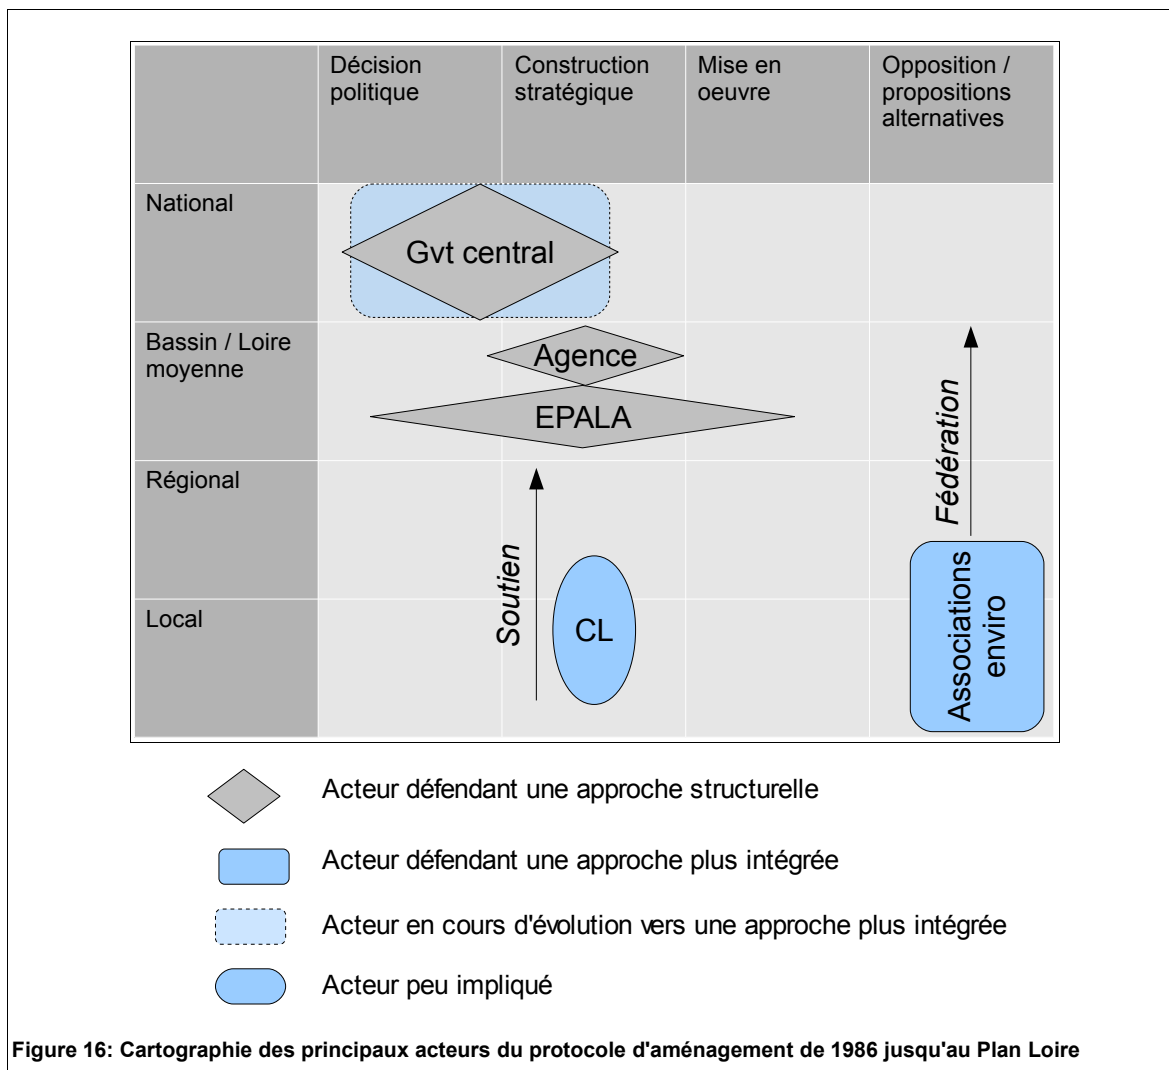 Décision
politique
Construction
stratégique
Mise en
oeuvre
Opposition /
propositions
alternatives
National
Gvt central
Bassin / Loire
moyenne
Agence
EPALA
Fédération
Régional
Soutien
Local
CL
Associations
enviro
Acteur défendant une approche structurelle
Acteur défendant une approche plus intégrée
Acteur en cours d'évolution vers une approche plus intégrée
Acteur peu impliqué
Figure 16: Cartographie des principaux acteurs du protocole d'aménagement de 1986 jusqu'au Plan Loire